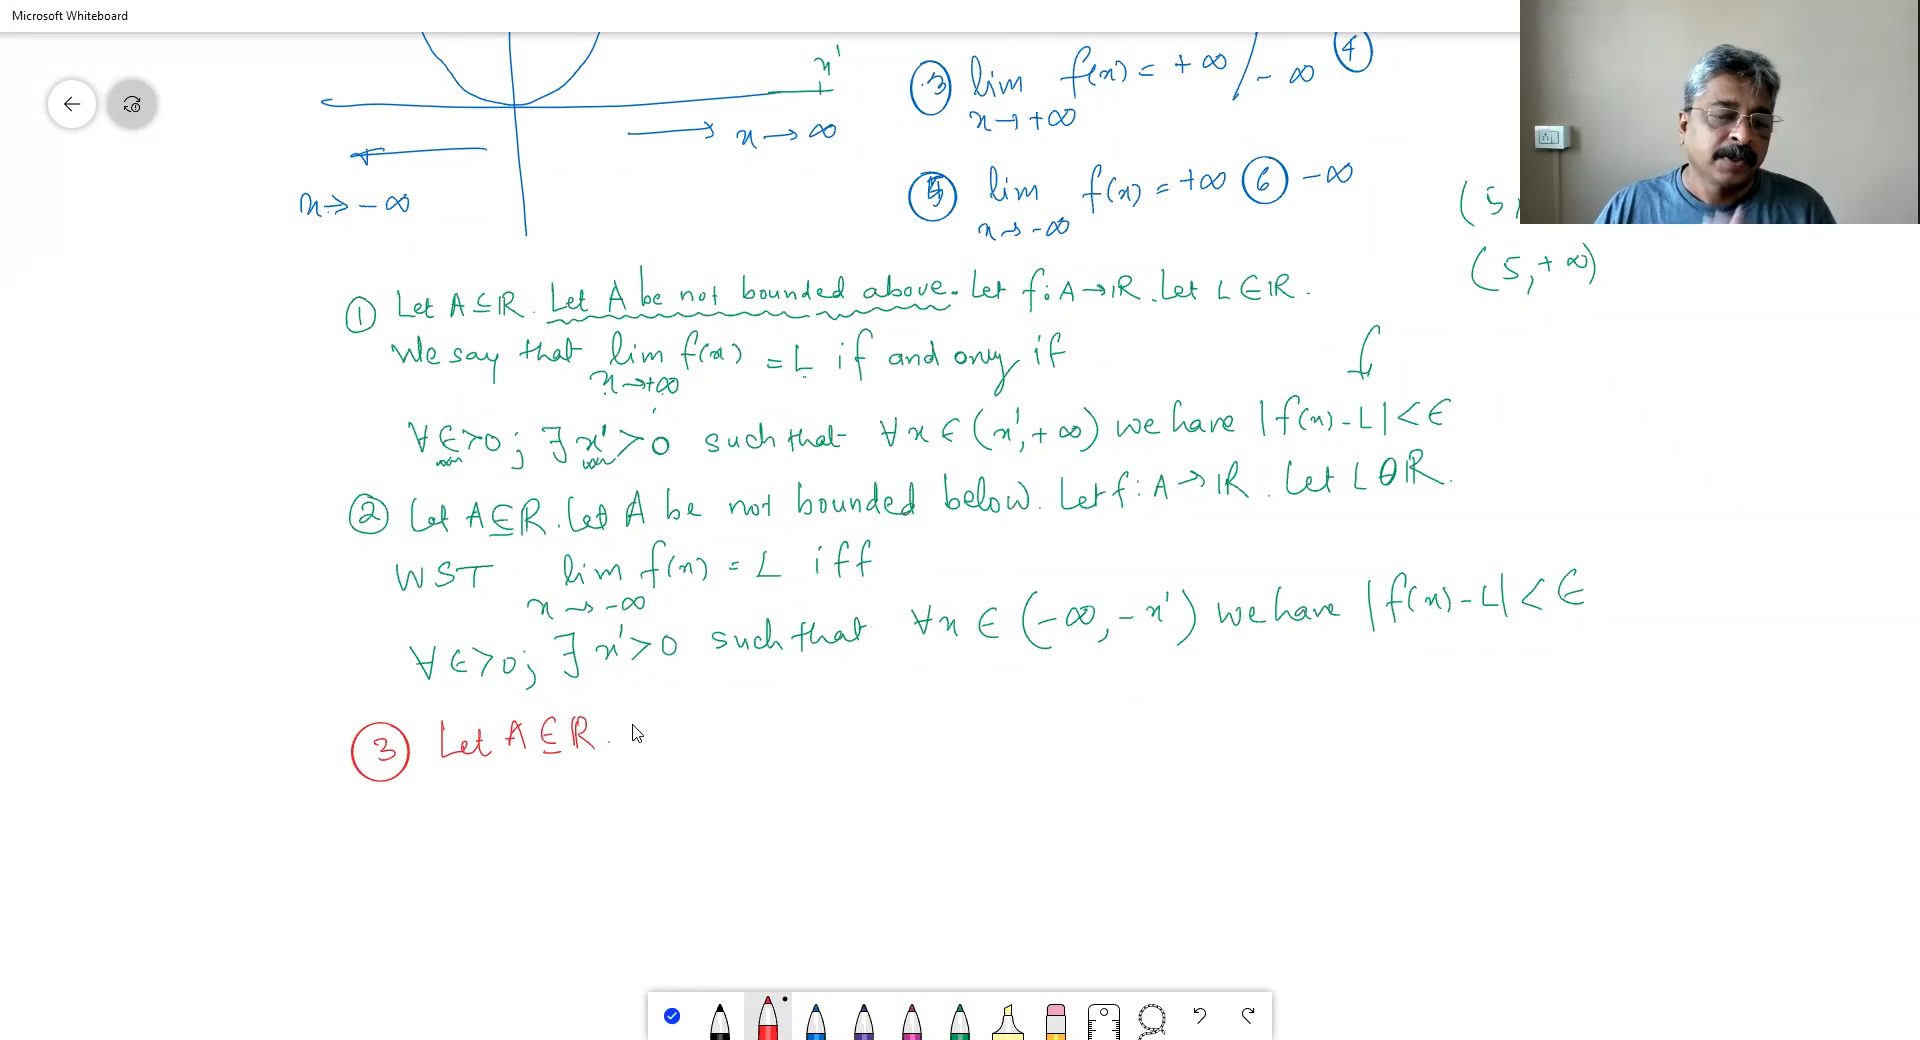 Microsoft Whiteboard
x'
x → ∞
x → -∞
③ lim f(x) = +∞ / -∞ ④
x → +∞
⑤ lim f(x) = +∞ ⑥ -∞
x → -∞
(5,
(5, +∞)
① Let A ⊆ ℝ. Let A be not bounded above. Let f: A → ℝ. Let L ∈ ℝ.
We say that lim f(x) = L if and only if
x → +∞
∀ ε > 0; ∃ x' > 0 such that ∀ x ∈ (x', +∞) we have |f(x) - L| < ε
② Let A ⊆ ℝ. Let A be not bounded below. Let f: A → ℝ. Let L ∈ ℝ.
WST lim f(x) = L iff
x → -∞
∀ ε > 0; ∃ x' > 0 such that ∀ x ∈ (-∞, -x') we have |f(x) - L| < ε
③ Let A ⊆ ℝ.